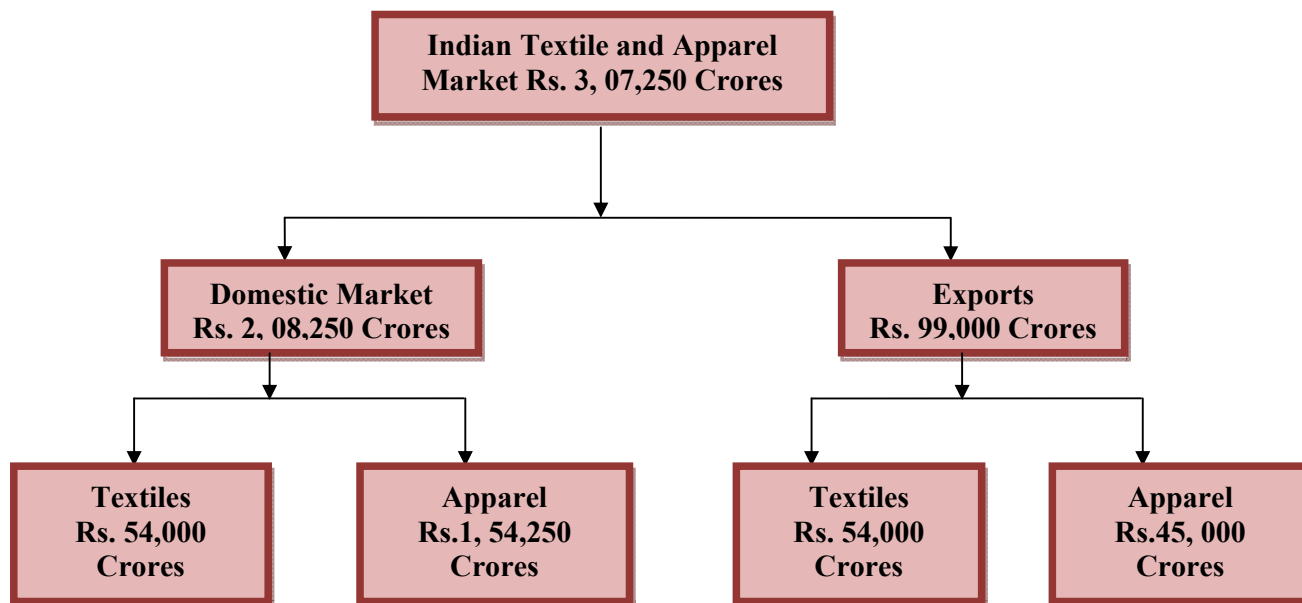 Indian Textile and Apparel
Market Rs. 3, 07,250 Crores
Domestic Market
Rs. 2, 08,250 Crores
Exports
Rs. 99,000 Crores
Textiles
Rs. 54,000
Crores
Apparel
Rs.1, 54,250
Crores
Textiles
Rs. 54,000
Crores
Apparel
Rs.45, 000
Crores